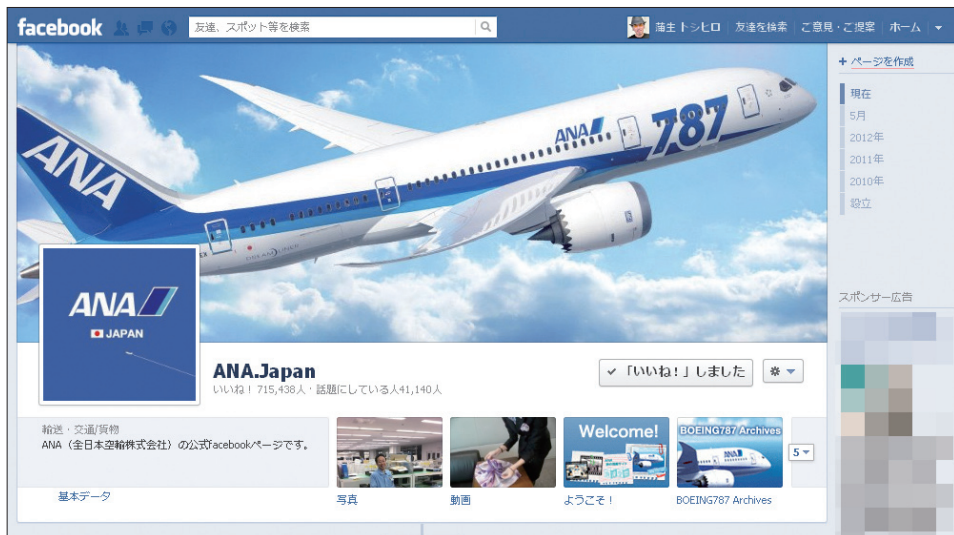 facebook
友達、スポット等を検索
蒲生 トシヒロ
友達を検索
ご意見・ご提案
ホーム
+ ページを作成
現在
5月
2012年
2011年
2010年
設立
ANA
ANA
787
DREAMLINER
ANA
JAPAN
スポンサー広告
ANA.Japan
いいね！ 715,438人・話題にしている人41,140人
✓ 「いいね！」しました
輸送・交通/貨物
ANA（全日本空輸株式会社）の公式facebookページです。
基本データ
Welcome!
BOEING787 Archives
5
写真
動画
ようこそ！
BOEING787 Archives